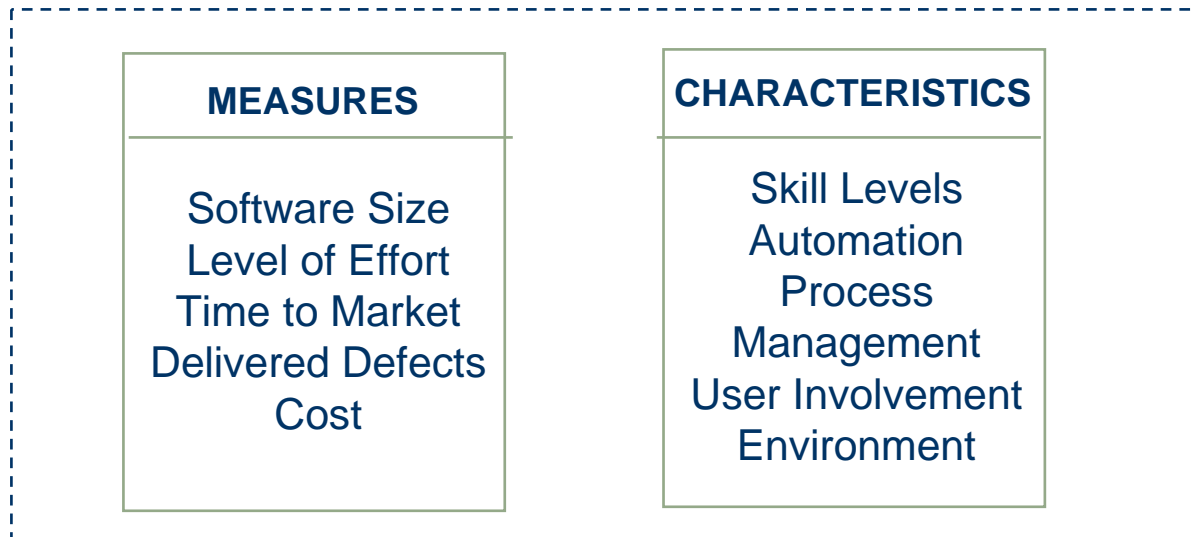 MEASURES
Software Size
Level of Effort
Time to Market
Delivered Defects
Cost
CHARACTERISTICS
Skill Levels
Automation
Process
Management
User Involvement
Environment